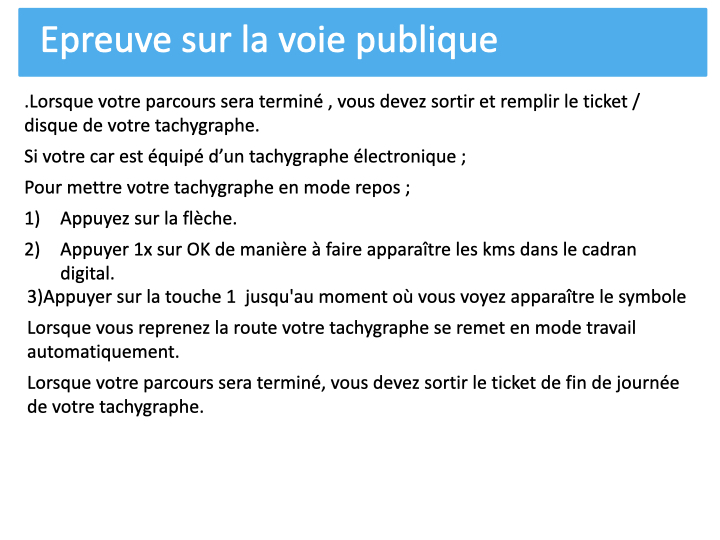 Epreuve sur la voie publique
.Lorsque votre parcours sera terminé , vous devez sortir et remplir le ticket /
disque de votre tachygraphe.
Si votre car est équipé d’un tachygraphe électronique ;
Pour mettre votre tachygraphe en mode repos ;
1) Appuyez sur la flèche.
2) Appuyer 1x sur OK de manière à faire apparaître les kms dans le cadran
digital.
3)Appuyer sur la touche 1  jusqu'au moment où vous voyez apparaître le symbole
Lorsque vous reprenez la route votre tachygraphe se remet en mode travail
automatiquement.
Lorsque votre parcours sera terminé, vous devez sortir le ticket de fin de journée
de votre tachygraphe.